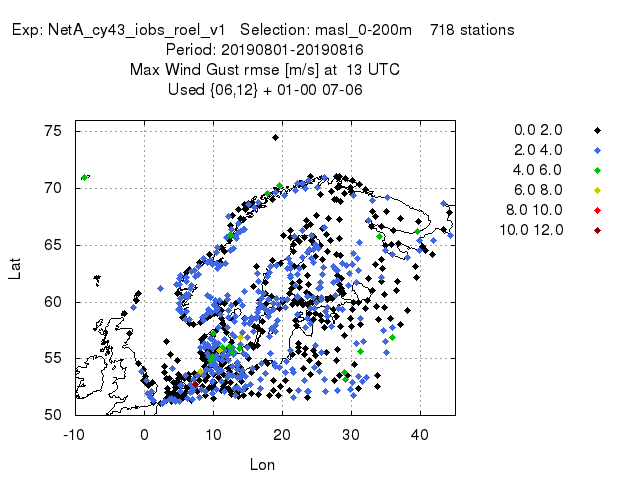 Exp: NetA_cy43_iobs_roel_v1 Selection: masl_0-200m 718 stations
Period: 20190801-20190816
Max Wind Gust rmse [m/s] at 13 UTC
Used {06,12} + 01-00 07-06
75
70
65
60
55
50
Lat
-10 0 10 20 30 40
Lon
0.0 2.0
2.0 4.0
4.0 6.0
6.0 8.0
8.0 10.0
10.0 12.0